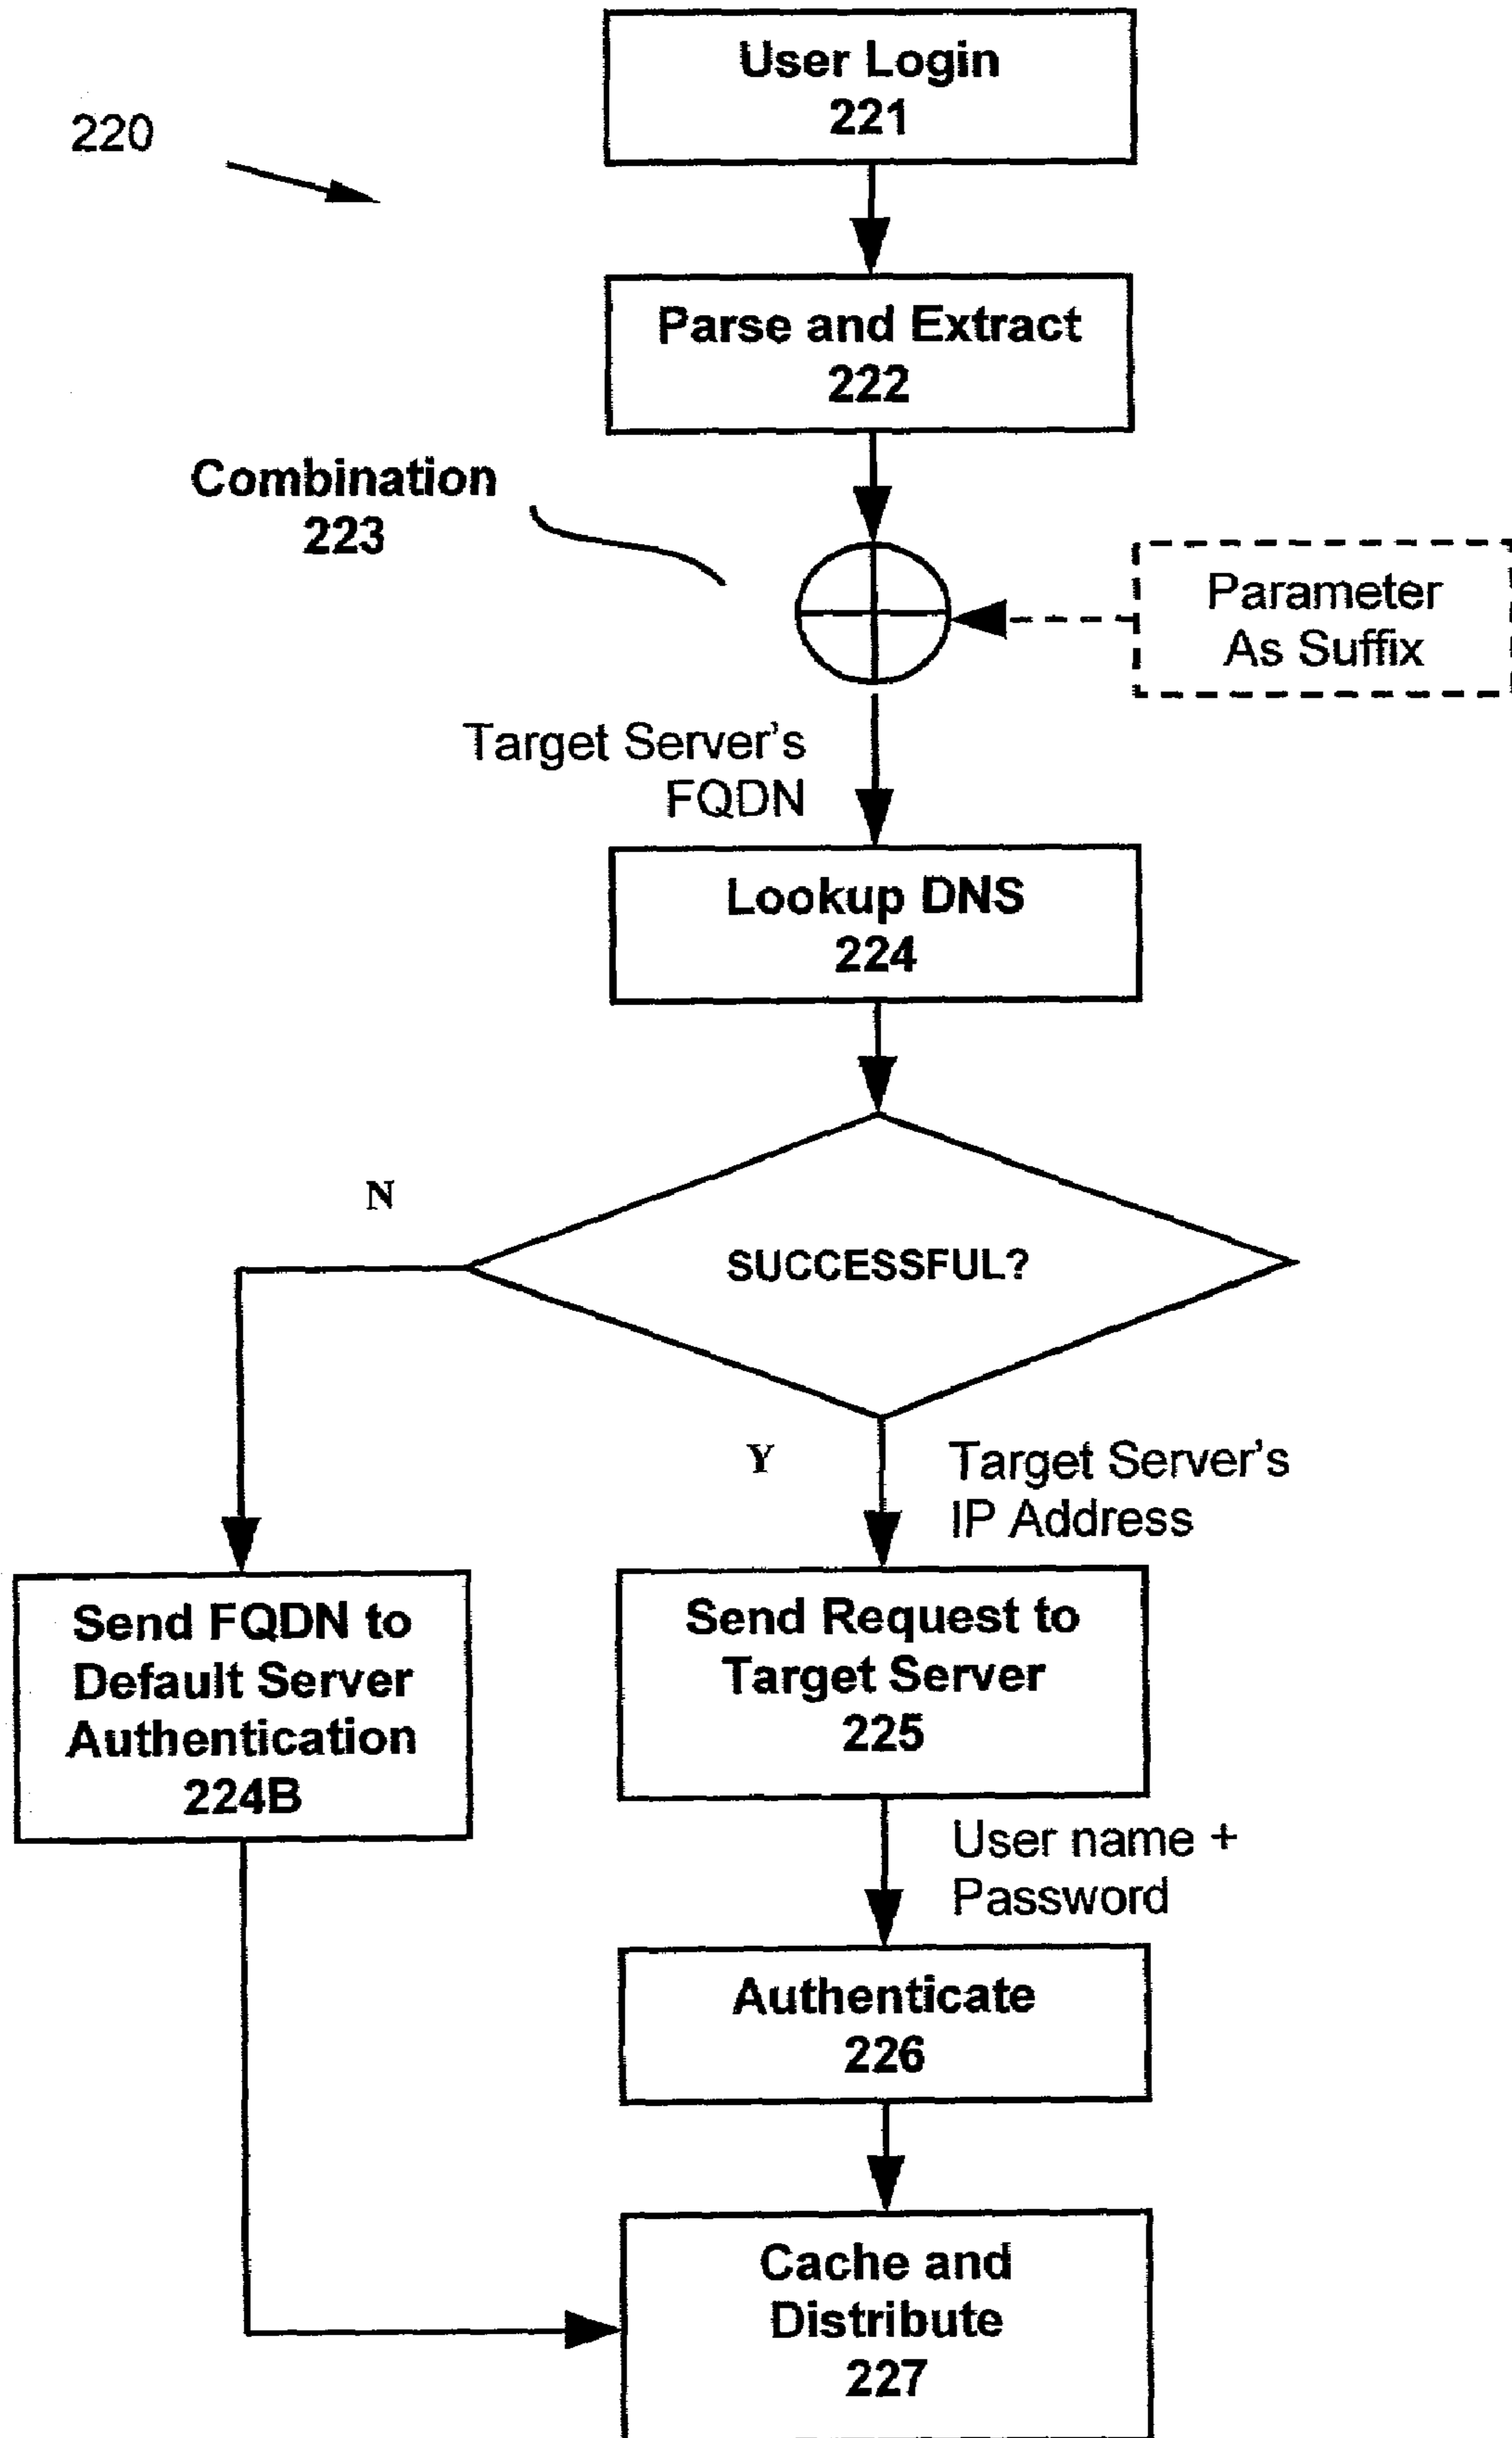 User Login
221
220
Parse and Extract
222
Combination
223
Parameter
As Suffix
Target Server's
FQDN
Lookup DNS
224
N
SUCCESSFUL?
Y
Target Server's
IP Address
Send FQDN to
Default Server
Authentication
224B
Send Request to
Target Server
225
User name +
Password
Authenticate
226
Cache and
Distribute
227